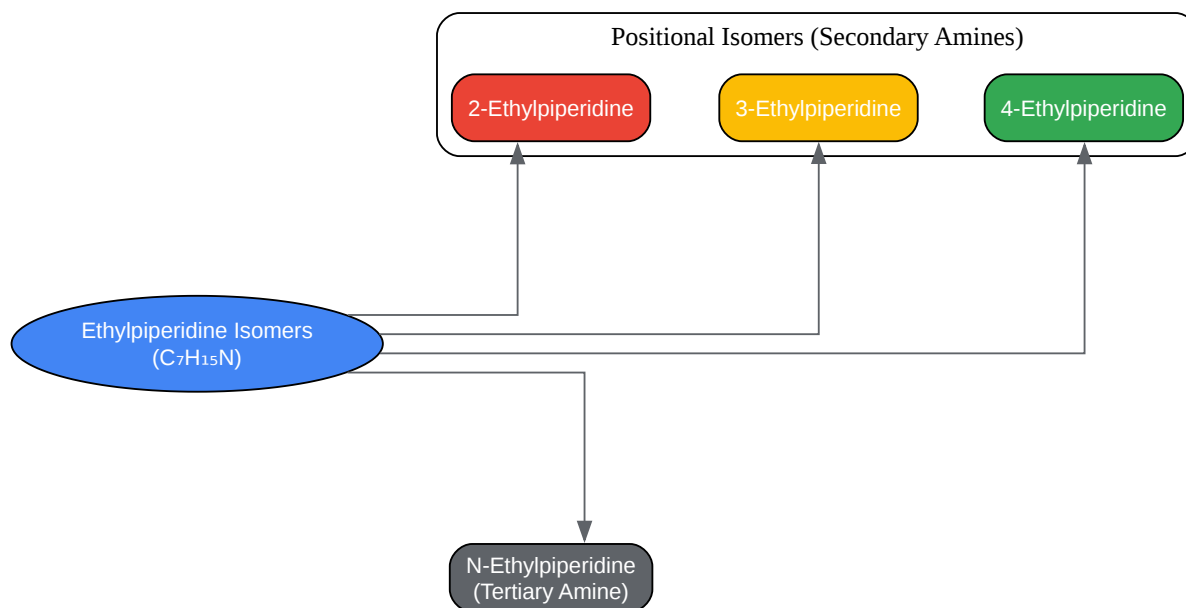 Positional Isomers (Secondary Amines)
2-Ethylpiperidine
3-Ethylpiperidine
4-Ethylpiperidine
Ethylpiperidine Isomers
(C₇H₁₅N)
N-Ethylpiperidine
(Tertiary Amine)